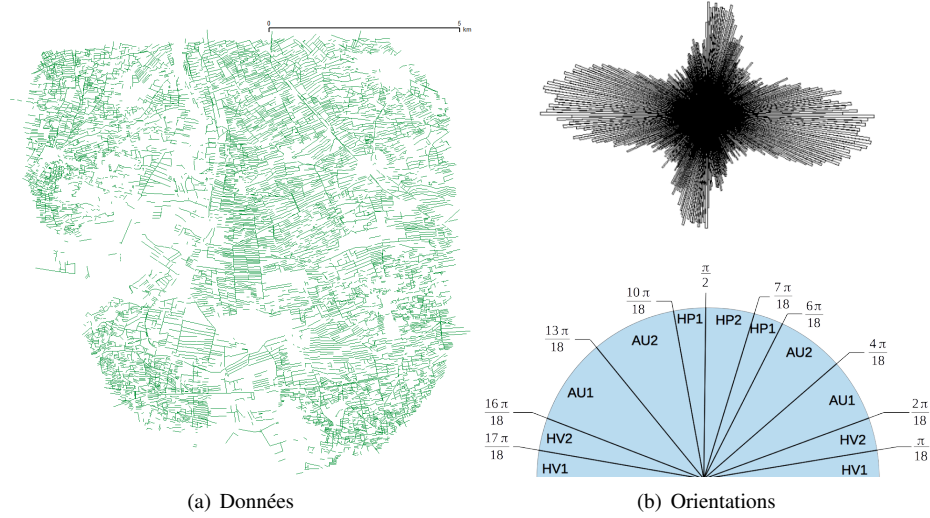 0 5
km
π/2
10 π/18
7 π/18
HP1 HP2 HP1
6 π/18
13 π/18
AU2 AU2
4 π/18
AU1 AU1
16 π/18
2 π/18
HV2 HV2
17 π/18
π/18
HV1 HV1
(a) Données
(b) Orientations